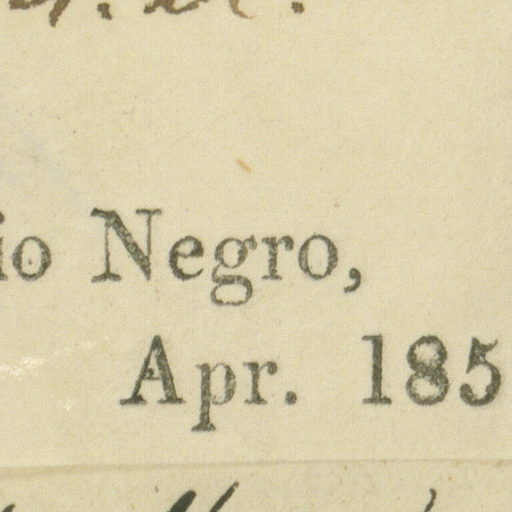 io Negro,
Apr. 185